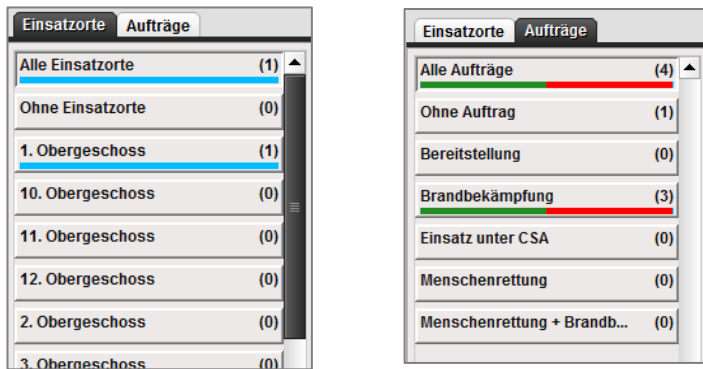 Einsatzorte Aufträge
Alle Einsatzorte (1)
Ohne Einsatzorte (0)
1. Obergeschoss (1)
10. Obergeschoss (0)
11. Obergeschoss (0)
12. Obergeschoss (0)
2. Obergeschoss (0)
3. Obergeschoss (0)
Einsatzorte Aufträge
Alle Aufträge (4)
Ohne Auftrag (1)
Bereitstellung (0)
Brandbekämpfung (3)
Einsatz unter CSA (0)
Menschenrettung (0)
Menschenrettung + Brandb... (0)